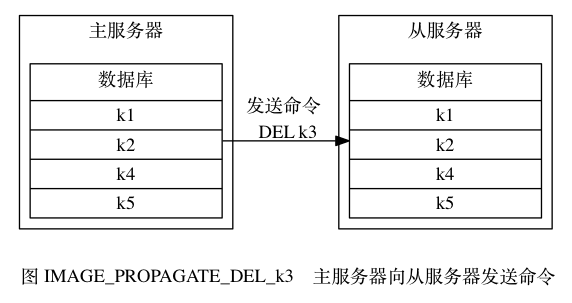 主服务器
数据库
k1
k2
k4
k5
发送命令
DEL k3
从服务器
数据库
k1
k2
k4
k5
图 IMAGE_PROPAGATE_DEL_k3 主服务器向从服务器发送命令